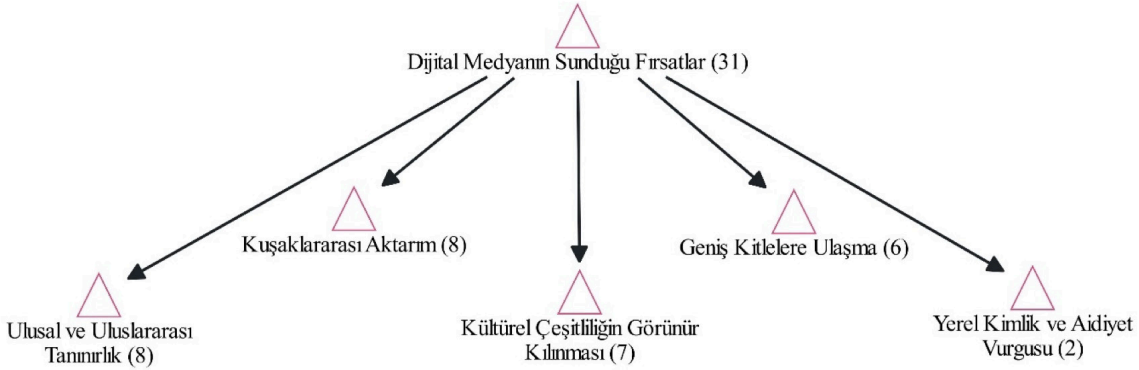 Dijital Medyanın Sunduğu Fırsatlar (31)
Kuşaklararası Aktarım (8)
Geniş Kitlelere Ulaşma (6)
Ulusal ve Uluslararası
Tanınırlık (8)
Kültürel Çeşitliliğin Görünür
Kılınması (7)
Yerel Kimlik ve Aidiyet
Vurgusu (2)